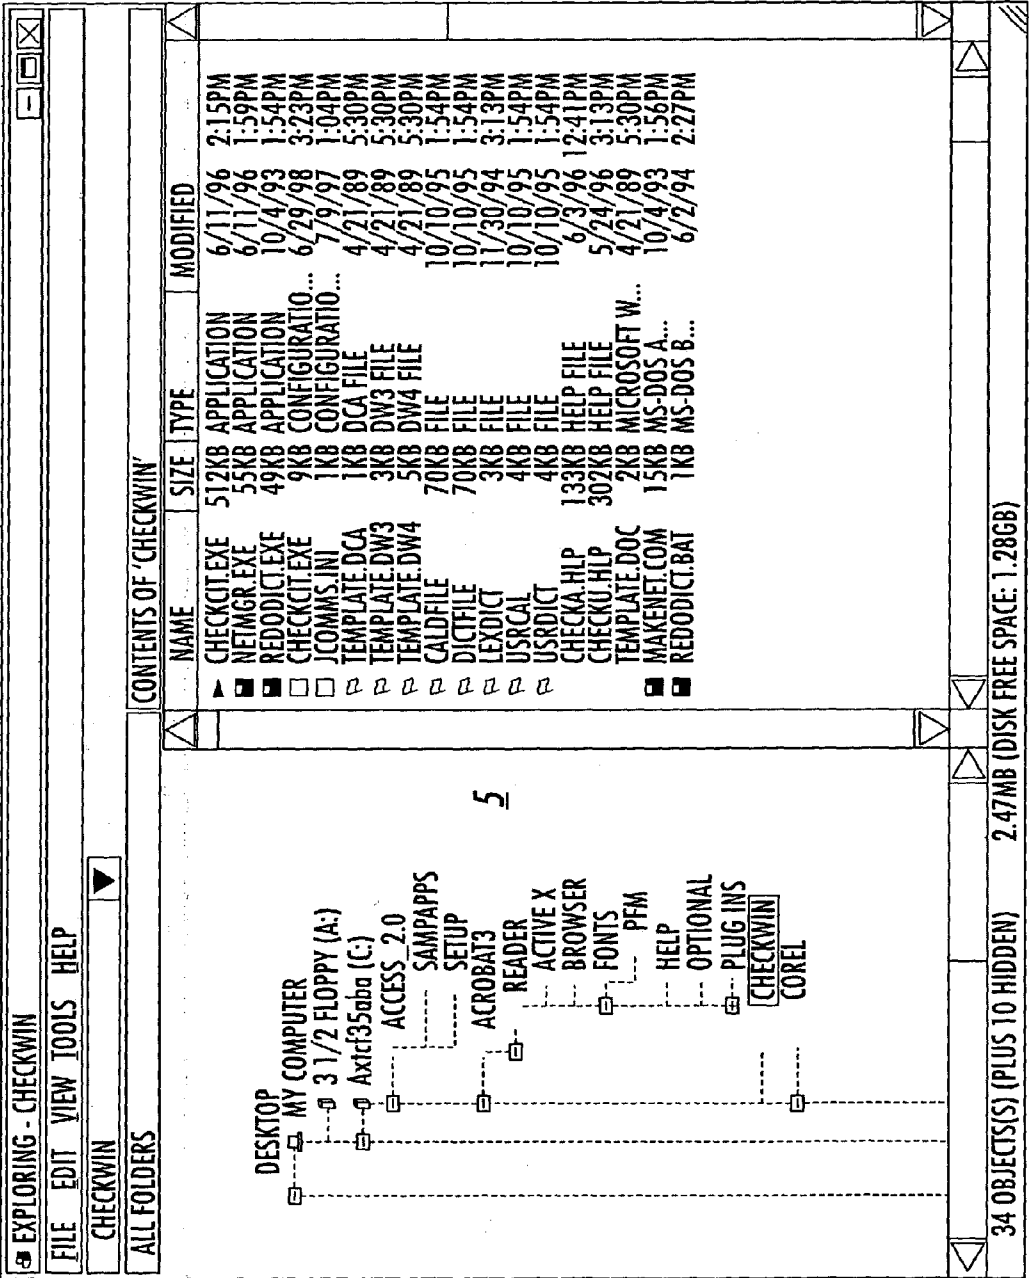 EXPLORING - CHECKWIN
FILE EDIT VIEW TOOLS HELP
CHECKWIN
ALL FOLDERS
DESKTOP
MY COMPUTER
3 1/2 FLOPPY (A:)
Axtcf35aba (C:)
ACCESS_2.0
SAMPAPPS
SETUP
ACROBAT3
READER
ACTIVE X
BROWSER
FONTS
PFM
HELP
OPTIONAL
PLUG INS
CHECKWIN
COREL
5
CONTENTS OF 'CHECKWIN'
NAME SIZE TYPE MODIFIED
CHECKCIT.EXE 512KB APPLICATION 6/11/96 2:15PM
NETMGR.EXE 55KB APPLICATION 6/11/96 1:59PM
REDODICT.EXE 49KB APPLICATION 10/4/93 1:54PM
CHECKCIT.EXE 9KB CONFIGURATIO... 6/29/98 3:23PM
JCOMMS.INI 1KB CONFIGURATIO... 7/9/97 1:04PM
TEMPLATE.DCA 1KB DCA FILE 4/21/89 5:30PM
TEMPLATE.DW3 3KB DW3 FILE 4/21/89 5:30PM
TEMPLATE.DW4 5KB DW4 FILE 4/21/89 5:30PM
CALDFILE 70KB FILE 10/10/95 1:54PM
DICTFILE 70KB FILE 10/10/95 1:54PM
LEXDICT 3KB FILE 11/30/94 3:13PM
USRCAL 4KB FILE 10/10/95 1:54PM
USRDICT 4KB FILE 10/10/95 1:54PM
CHECKA.HLP 133KB HELP FILE 6/3/96 12:41PM
CHECKU.HLP 302KB HELP FILE 5/24/96 3:13PM
TEMPLATE.DOC 2KB MICROSOFT W... 4/21/89 5:30PM
MAKENET.COM 15KB MS-DOS A... 10/4/93 1:56PM
REDODICT.BAT 1KB MS-DOS B... 6/2/94 2:27PM
34 OBJECTS(S) (PLUS 10 HIDDEN) 2.47MB (DISK FREE SPACE: 1.28GB)